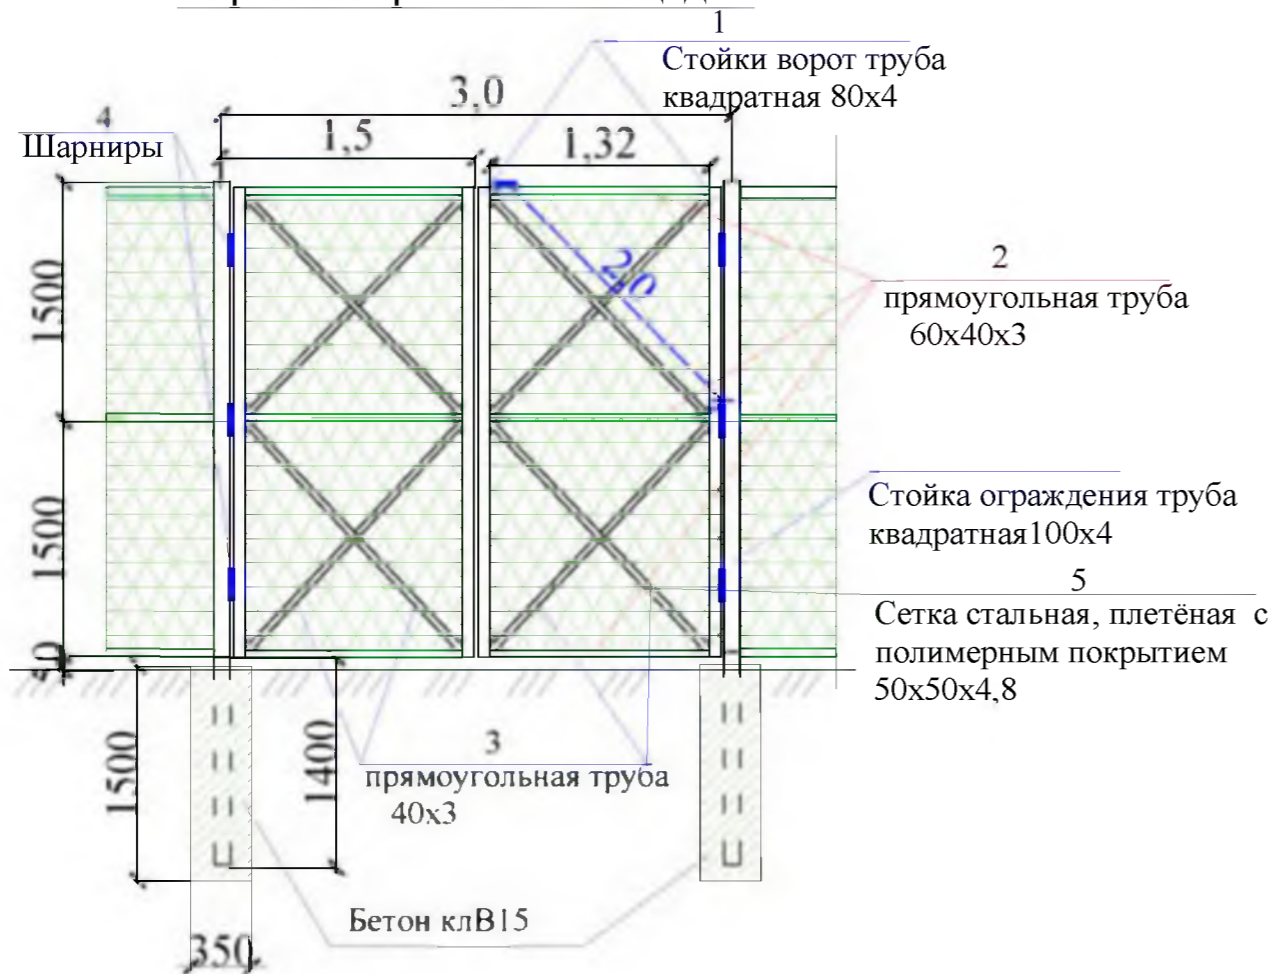 1
Стойки ворот труба
квадратная 80х4
3,0
4
Шарниры
1,5
1,32
2,0
2
прямоугольная труба
60х40х3
1500
1500
Стойка ограждения труба
квадратная100х4
5
Сетка стальная, плетёная с
полимерным покрытием
50х50х4,8
1500
1400
3
прямоугольная труба
40х3
Бетон клВ15
350